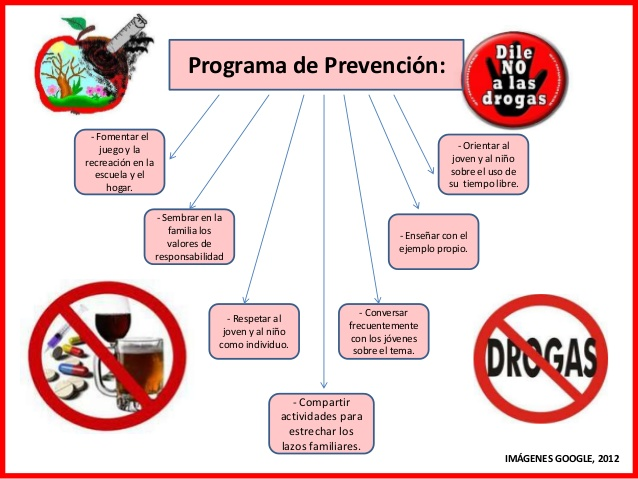 Programa de Prevención:
Dile
NO
a las
drogas
- Fomentar el
juego y la
recreación en la
escuela y el
hogar.
- Orientar al
joven y al niño
sobre el uso de
su tiempo libre.
- Sembrar en la
familia los
valores de
responsabilidad
- Enseñar con el
ejemplo propio.
- Respetar al
joven y al niño
como individuo.
- Conversar
frecuentemente
con los jóvenes
sobre el tema.
- Compartir
actividades para
estrechar los
lazos familiares.
DROGAS
IMÁGENES GOOGLE, 2012